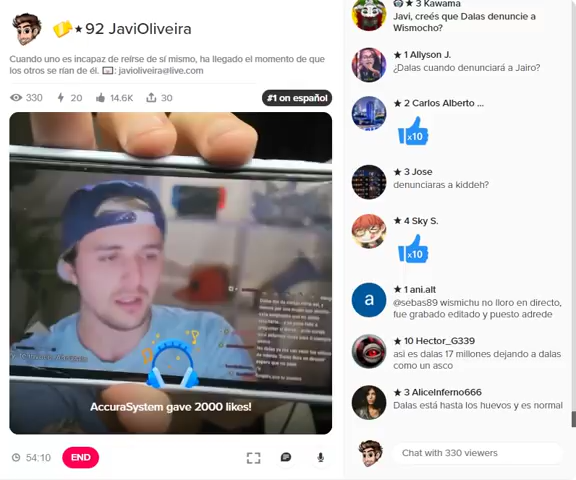 ★ 92 JaviOliveira
Cuando uno es incapaz de reírse de sí mismo, ha llegado el momento de que
los otros se rían de él. 📧: javioliveira@live.com
330 20 14.6K 30
#1 on español
AccuraSystem gave 2000 likes!
54:10 END
★ 3 Kawama
Javi, creés que Dalas denuncie a
Wismocho?
★ 1 Allyson J.
¿Dalas cuando denunciará a Jairo?
★ 2 Carlos Alberto ...
x10
★ 3 Jose
denunciaras a kiddeh?
★ 4 Sky S.
x10
a
★ 1 ani.alt
@sebas89 wismichu no lloro en directo,
fue grabado editado y puesto adrede
★ 10 Hector_G339
asi es dalas 17 millones dejando a dalas
como un asco
★ 3 AliceInferno666
Dalas está hasta los huevos y es normal
Chat with 330 viewers